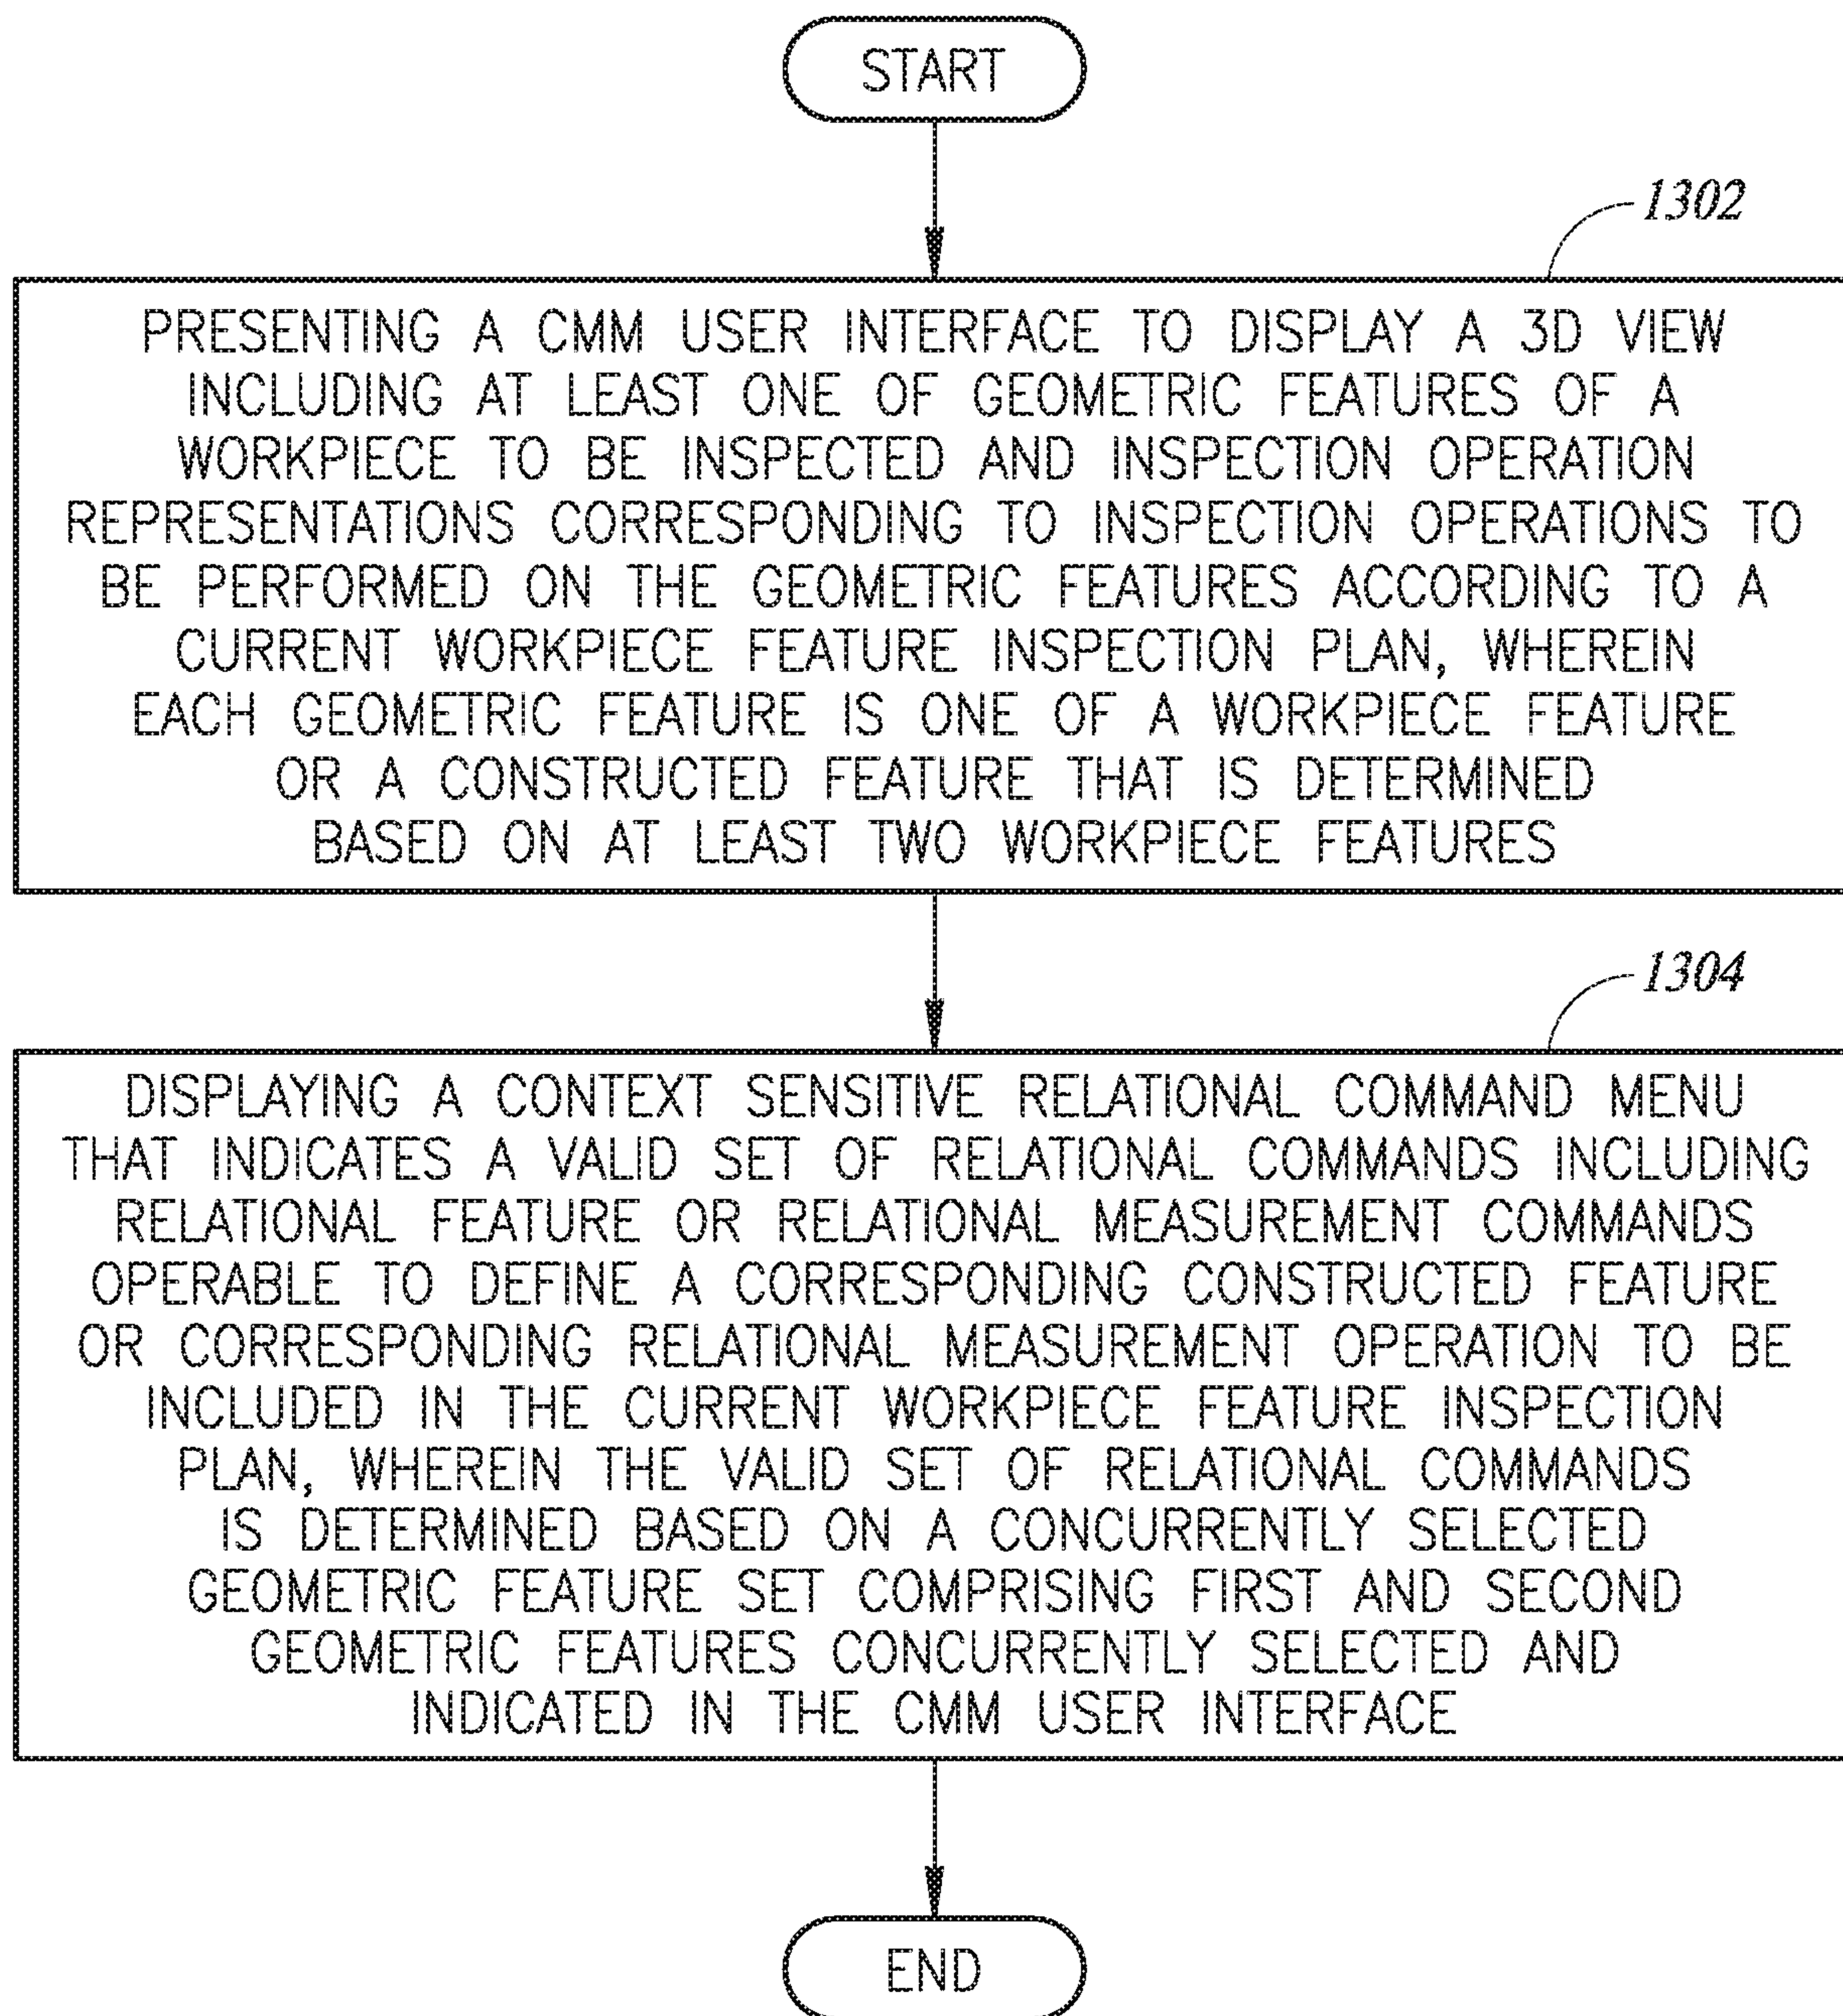 START
1302
PRESENTING A CMM USER INTERFACE TO DISPLAY A 3D VIEW
INCLUDING AT LEAST ONE OF GEOMETRIC FEATURES OF A
WORKPIECE TO BE INSPECTED AND INSPECTION OPERATION
REPRESENTATIONS CORRESPONDING TO INSPECTION OPERATIONS TO
BE PERFORMED ON THE GEOMETRIC FEATURES ACCORDING TO A
CURRENT WORKPIECE FEATURE INSPECTION PLAN, WHEREIN
EACH GEOMETRIC FEATURE IS ONE OF A WORKPIECE FEATURE
OR A CONSTRUCTED FEATURE THAT IS DETERMINED
BASED ON AT LEAST TWO WORKPIECE FEATURES
1304
DISPLAYING A CONTEXT SENSITIVE RELATIONAL COMMAND MENU
THAT INDICATES A VALID SET OF RELATIONAL COMMANDS INCLUDING
RELATIONAL FEATURE OR RELATIONAL MEASUREMENT COMMANDS
OPERABLE TO DEFINE A CORRESPONDING CONSTRUCTED FEATURE
OR CORRESPONDING RELATIONAL MEASUREMENT OPERATION TO BE
INCLUDED IN THE CURRENT WORKPIECE FEATURE INSPECTION
PLAN, WHEREIN THE VALID SET OF RELATIONAL COMMANDS
IS DETERMINED BASED ON A CONCURRENTLY SELECTED
GEOMETRIC FEATURE SET COMPRISING FIRST AND SECOND
GEOMETRIC FEATURES CONCURRENTLY SELECTED AND
INDICATED IN THE CMM USER INTERFACE
END